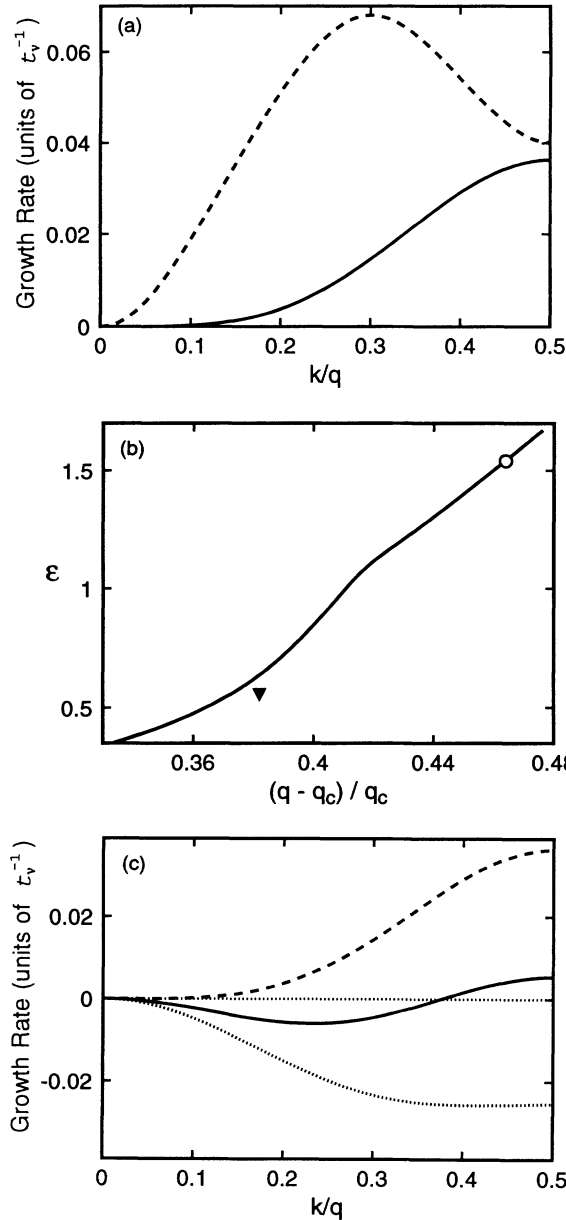 (a)
Growth Rate (units of t_v^-1)
0.06
0.04
0.02
0
0 0.1 0.2 0.3 0.4 0.5
k/q
(b)
ε
1.5
1
0.5
0.36 0.4 0.44 0.48
(q - q_c) / q_c
(c)
Growth Rate (units of t_v^-1)
0.02
0
-0.02
0 0.1 0.2 0.3 0.4 0.5
k/q